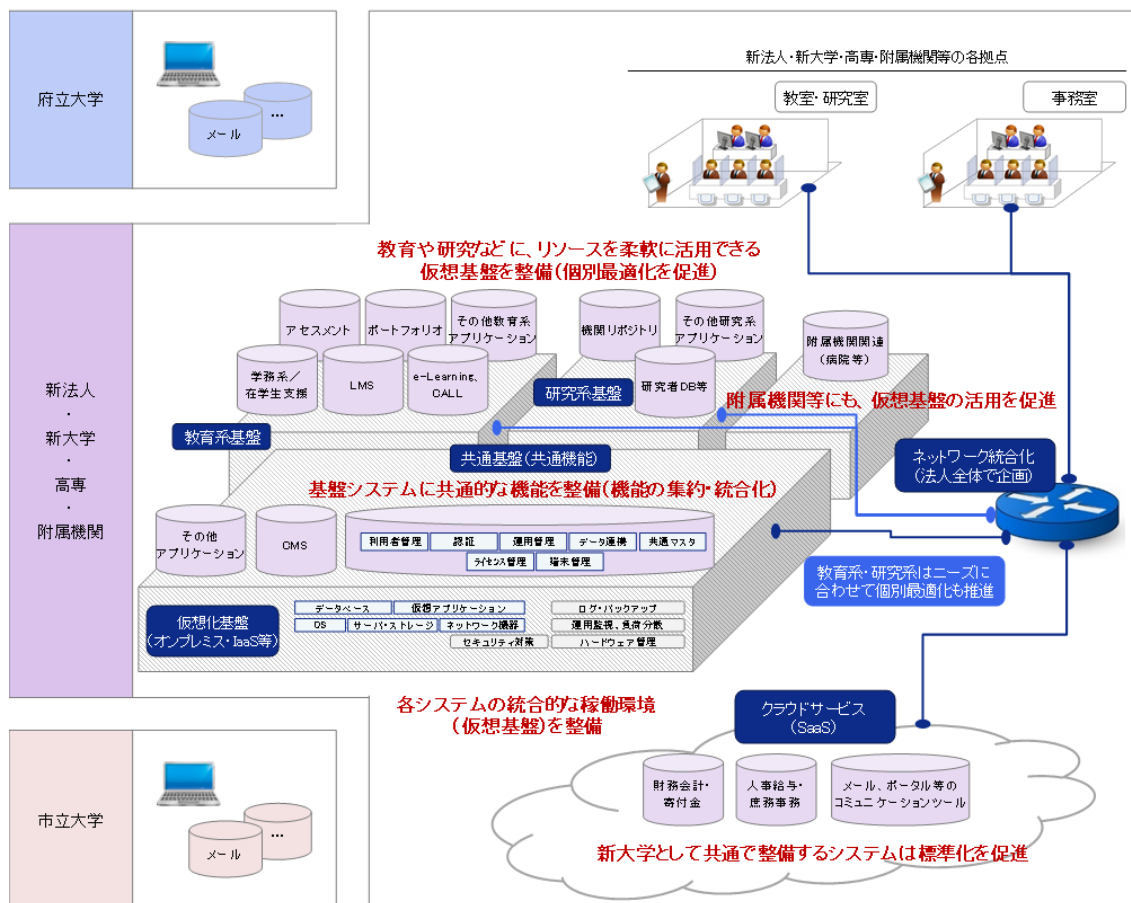 府立大学
メール
...
新法人・新大学・高専・附属機関等の各拠点
教室・研究室
事務室
新法人
・
新大学
・
高専
・
附属機関
教育や研究などに、リソースを柔軟に活用できる
仮想基盤を整備(個別最適化を促進)
アセスメント
ポートフォリオ
その他教育系
アプリケーション
機関リポジトリ
その他研究系
アプリケーション
附属機関関連
(病院等)
学務系/
在学生支援
LMS
e-Learning、
CALL
研究系基盤
研究者DB等
附属機関等にも、仮想基盤の活用を促進
教育系基盤
共通基盤(共通機能)
ネットワーク統合化
(法人全体で企画)
基盤システムに共通的な機能を整備(機能の集約・統合化)
その他
アプリケーション
CMS
利用者管理
認証
運用管理
データ連携
共通マスタ
ライセンス管理
端末管理
教育系・研究系はニーズに
合わせて個別最適化も推進
仮想化基盤
(オンプレミス・IaaS等)
データベース
仮想アプリケーション
ログ・バックアップ
OS
サーバ・ストレージ
ネットワーク機器
運用監視、負荷分散
セキュリティ対策
ハードウェア管理
各システムの統合的な稼働環境
(仮想基盤)を整備
クラウドサービス
(SaaS)
市立大学
メール
...
財務会計・
寄付金
人事給与・
庶務事務
メール、ポータル等の
コミュニケーションツール
新大学として共通で整備するシステムは標準化を促進